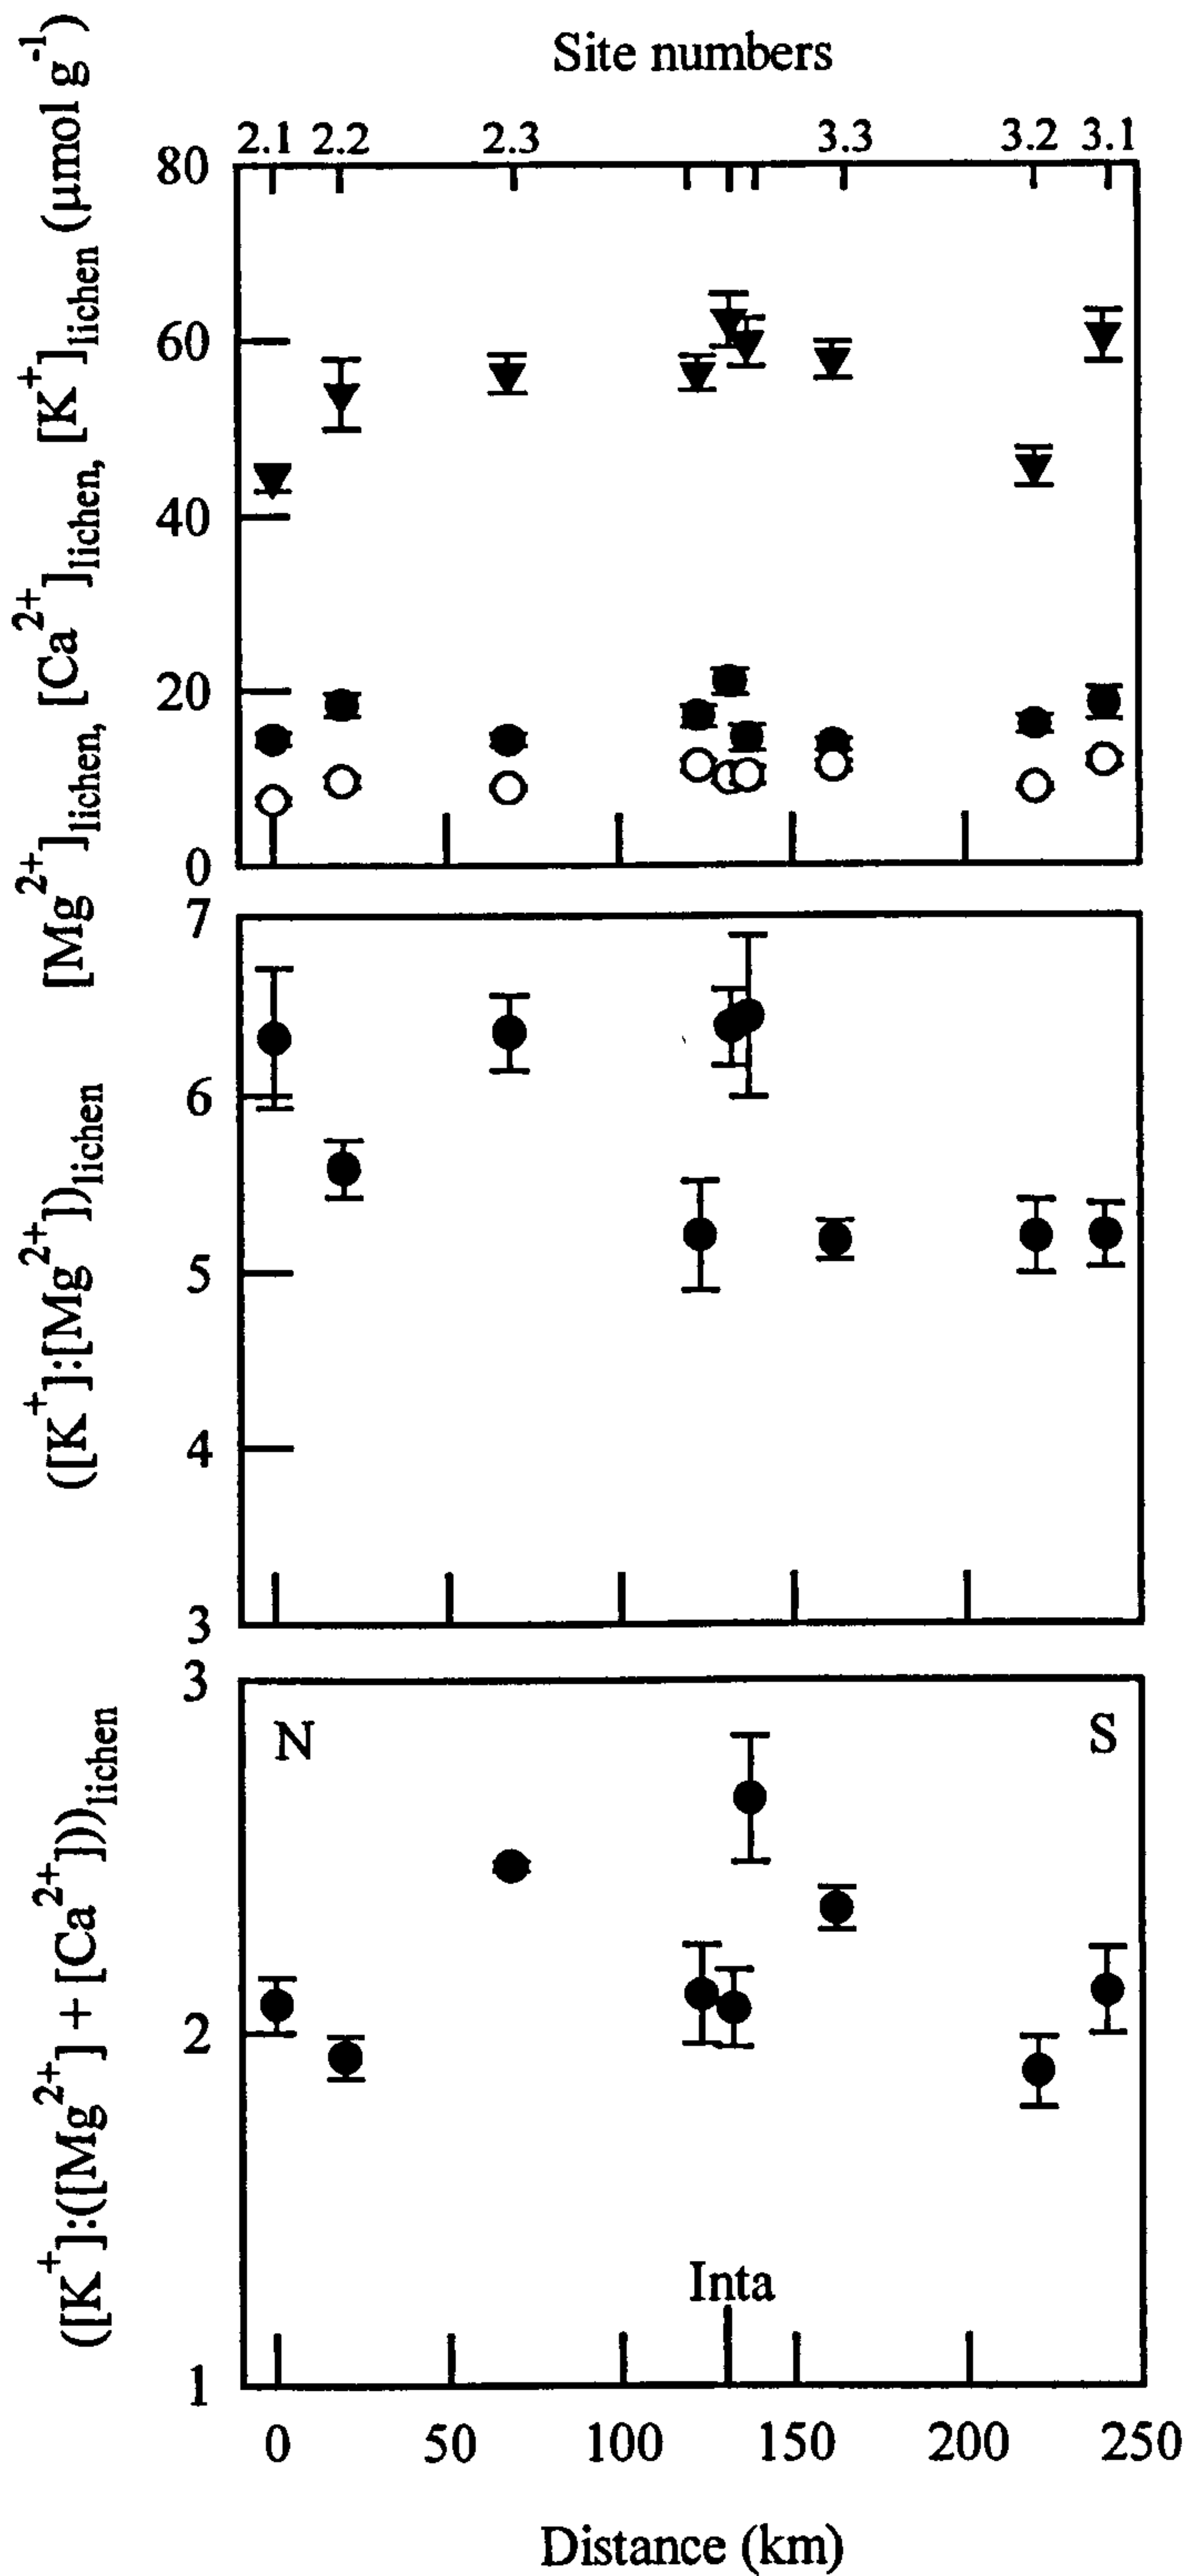 Site numbers
2.1 2.2 2.3 3.3 3.2 3.1
[Mg²⁺]lichen, [Ca²⁺]lichen, [K⁺]lichen (µmol g⁻¹)
80
60
40
20
0
([K⁺]:[Mg²⁺])lichen
7
6
5
4
3
([K⁺]:([Mg²⁺] + [Ca²⁺]))lichen
3
N S
2
Inta
1
0 50 100 150 200 250
Distance (km)